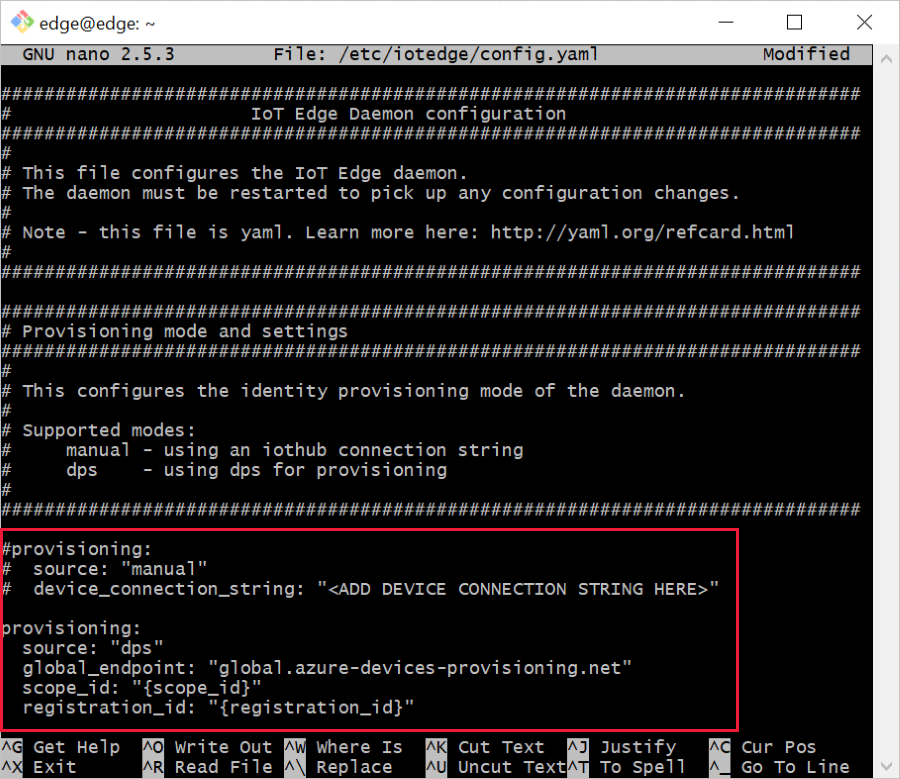 edge@edge: ~
GNU nano 2.5.3 File: /etc/iotedge/config.yaml Modified
################################################################################
# IoT Edge Daemon configuration
################################################################################
#
# This file configures the IoT Edge daemon.
# The daemon must be restarted to pick up any configuration changes.
#
# Note - this file is yaml. Learn more here: http://yaml.org/refcard.html
#
################################################################################
################################################################################
# Provisioning mode and settings
################################################################################
#
# This configures the identity provisioning mode of the daemon.
#
# Supported modes:
#     manual - using an iothub connection string
#     dps    - using dps for provisioning
#
################################################################################
#provisioning:
#  source: "manual"
#  device_connection_string: "<ADD DEVICE CONNECTION STRING HERE>"
provisioning:
  source: "dps"
  global_endpoint: "global.azure-devices-provisioning.net"
  scope_id: "{scope_id}"
  registration_id: "{registration_id}"
^G Get Help ^O Write Out ^W Where Is ^K Cut Text ^J Justify ^C Cur Pos
^X Exit ^R Read File ^\ Replace ^U Uncut Text ^T To Spell ^_ Go To Line